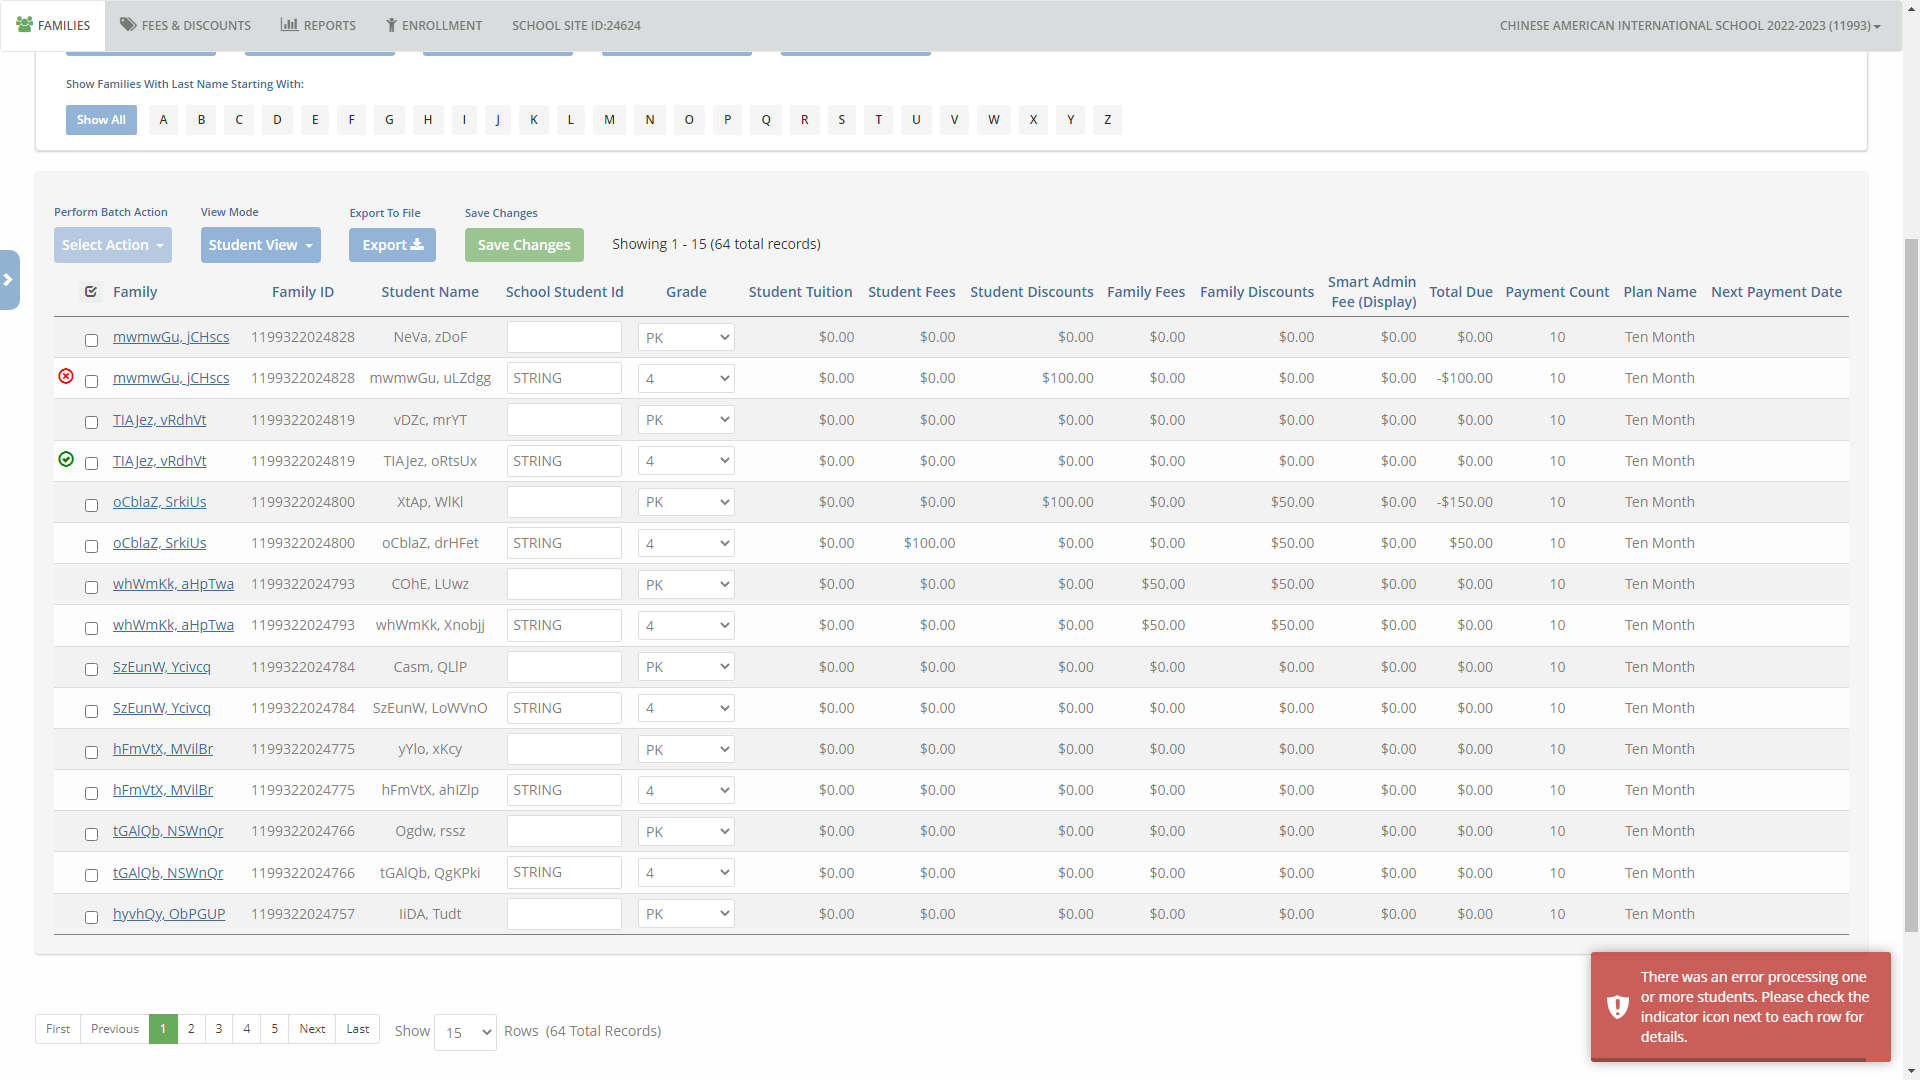 FAMILIES FEES & DISCOUNTS REPORTS ENROLLMENT SCHOOL SITE ID:24624 CHINESE AMERICAN INTERNATIONAL SCHOOL 2022-2023 (11993)
Show Families With Last Name Starting With:
Show All A B C D E F G H I J K L M N O P Q R S T U V W X Y Z
Perform Batch Action View Mode Export To File Save Changes
Select Action Student View Export Save Changes Showing 1 - 15 (64 total records)
Family Family ID Student Name School Student Id Grade Student Tuition Student Fees Student Discounts Family Fees Family Discounts Smart Admin Fee (Display) Total Due Payment Count Plan Name Next Payment Date
mwmwGu, jCHscs 1199322024828 NeVa, zDoF PK $0.00 $0.00 $0.00 $0.00 $0.00 $0.00 $0.00 10 Ten Month
mwmwGu, jCHscs 1199322024828 mwmwGu, uLZdgg STRING 4 $0.00 $0.00 $100.00 $0.00 $0.00 $0.00 -$100.00 10 Ten Month
TIAJez, vRdhVt 1199322024819 vDZc, mrYT PK $0.00 $0.00 $0.00 $0.00 $0.00 $0.00 $0.00 10 Ten Month
TIAJez, vRdhVt 1199322024819 TIAJez, oRtsUx STRING 4 $0.00 $0.00 $0.00 $0.00 $0.00 $0.00 $0.00 10 Ten Month
oCblaZ, SrkiUs 1199322024800 XtAp, WlKl PK $0.00 $0.00 $100.00 $0.00 $50.00 $0.00 -$150.00 10 Ten Month
oCblaZ, SrkiUs 1199322024800 oCblaZ, drHFet STRING 4 $0.00 $100.00 $0.00 $0.00 $50.00 $0.00 $50.00 10 Ten Month
whWmKk, aHpTwa 1199322024793 COhE, LUwz PK $0.00 $0.00 $0.00 $50.00 $50.00 $0.00 $0.00 10 Ten Month
whWmKk, aHpTwa 1199322024793 whWmKk, Xnobjj STRING 4 $0.00 $0.00 $0.00 $50.00 $50.00 $0.00 $0.00 10 Ten Month
SzEunW, Ycivcq 1199322024784 Casm, QLlP PK $0.00 $0.00 $0.00 $0.00 $0.00 $0.00 $0.00 10 Ten Month
SzEunW, Ycivcq 1199322024784 SzEunW, LoWVnO STRING 4 $0.00 $0.00 $0.00 $0.00 $0.00 $0.00 $0.00 10 Ten Month
hFmVtX, MVilBr 1199322024775 yYlo, xKcy PK $0.00 $0.00 $0.00 $0.00 $0.00 $0.00 $0.00 10 Ten Month
hFmVtX, MVilBr 1199322024775 hFmVtX, ahIZlp STRING 4 $0.00 $0.00 $0.00 $0.00 $0.00 $0.00 $0.00 10 Ten Month
tGAlQb, NSWnQr 1199322024766 Ogdw, rssz PK $0.00 $0.00 $0.00 $0.00 $0.00 $0.00 $0.00 10 Ten Month
tGAlQb, NSWnQr 1199322024766 tGAlQb, QgKPki STRING 4 $0.00 $0.00 $0.00 $0.00 $0.00 $0.00 $0.00 10 Ten Month
hyvhQy, ObPGUP 1199322024757 IiDA, Tudt PK $0.00 $0.00 $0.00 $0.00 $0.00 $0.00 $0.00 10 Ten Month
There was an error processing one
or more students. Please check the
indicator icon next to each row for
details.
First Previous 1 2 3 4 5 Next Last Show 15 Rows (64 Total Records)